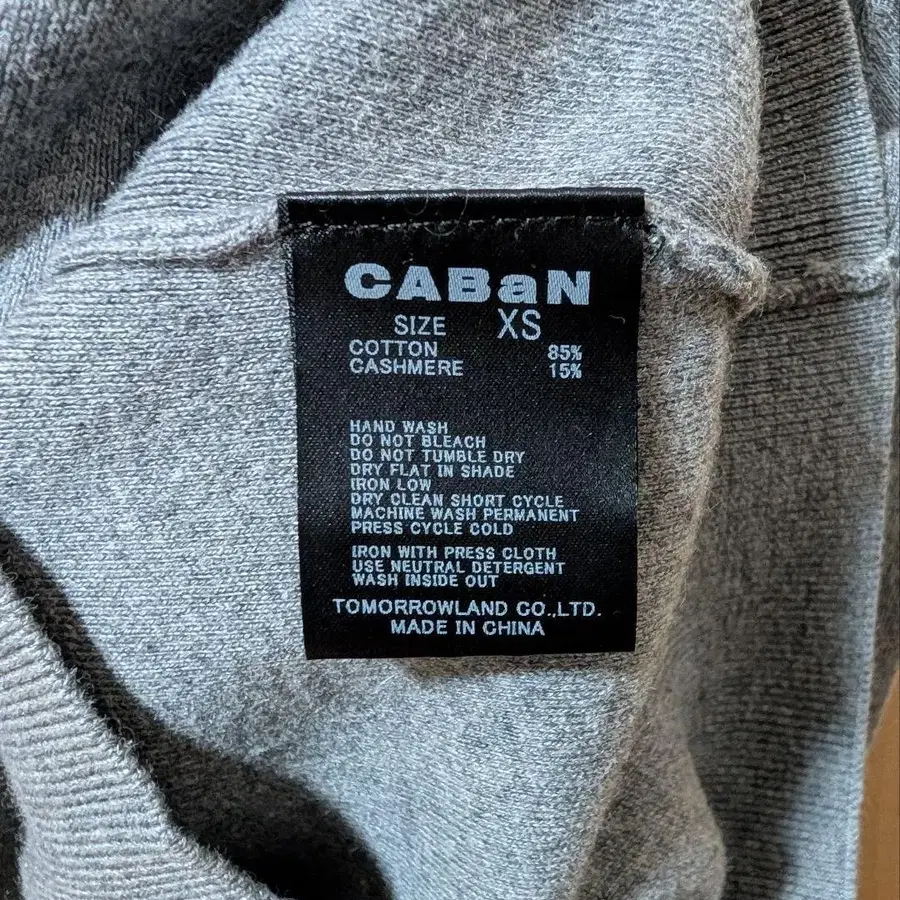 CABaN
SIZE XS
COTTON 85%
CASHMERE 15%
HAND WASH
DO NOT BLEACH
DO NOT TUMBLE DRY
DRY FLAT IN SHADE
IRON LOW
DRY CLEAN SHORT CYCLE
MACHINE WASH PERMANENT
PRESS CYCLE COLD
IRON WITH PRESS CLOTH
USE NEUTRAL DETERGENT
WASH INSIDE OUT
TOMORROWLAND CO.,LTD.
MADE IN CHINA